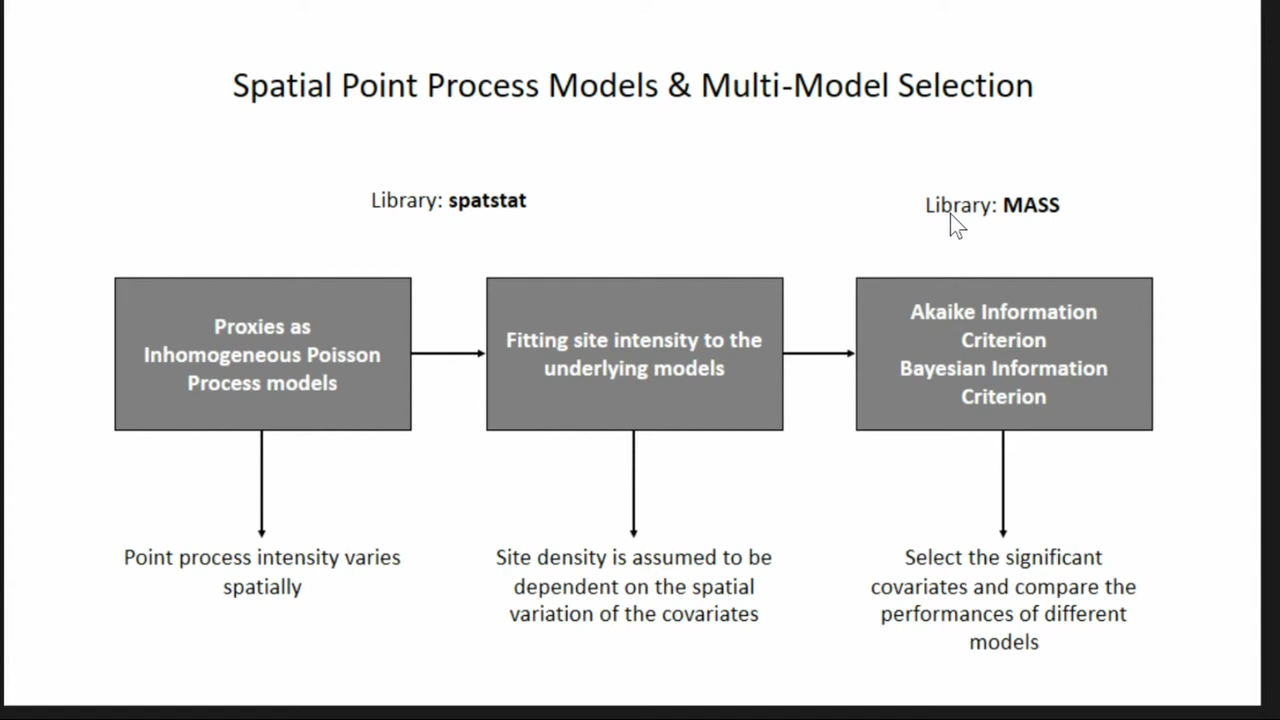 Spatial Point Process Models & Multi-Model Selection
Library: spatstat
Library: MASS
Proxies as
Inhomogeneous Poisson
Process models
Fitting site intensity to the
underlying models
Akaike Information
Criterion
Bayesian Information
Criterion
Point process intensity varies
spatially
Site density is assumed to be
dependent on the spatial
variation of the covariates
Select the significant
covariates and compare the
performances of different
models